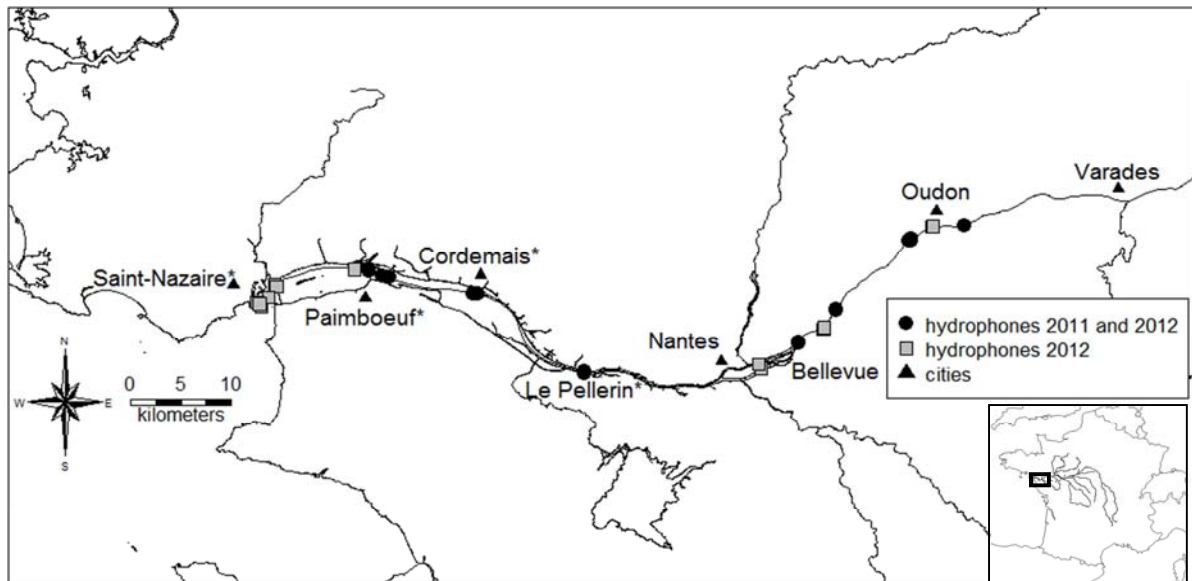 Varades
Oudon
Cordemais*
Saint-Nazaire*
Paimboeuf*
Nantes
Bellevue
Le Pellerin*
hydrophones 2011 and 2012
hydrophones 2012
cities
N
W
E
S
0 5 10
kilometers